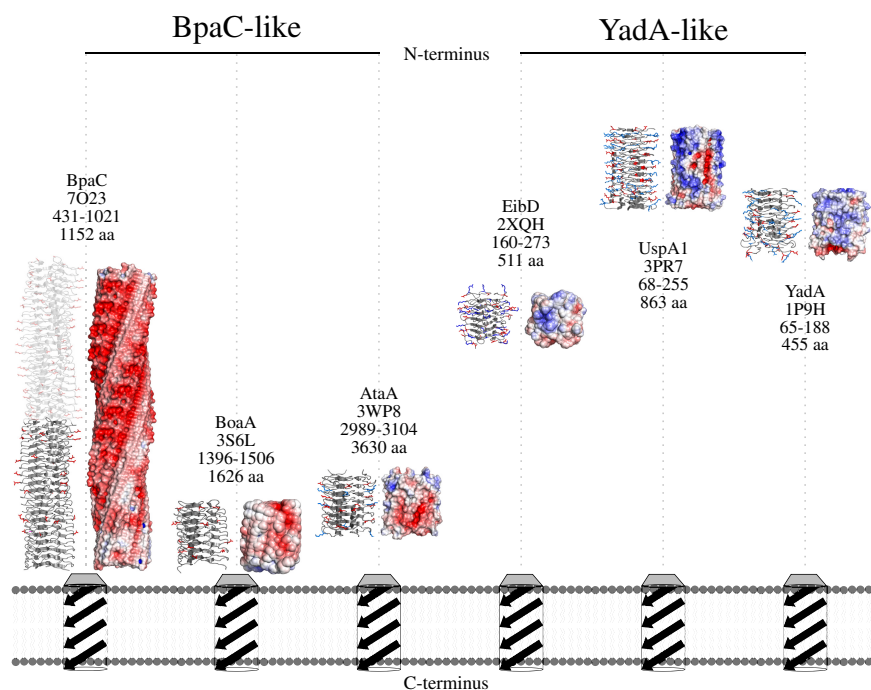 BpaC-like
YadA-like
N-terminus
BpaC
7O23
431-1021
1152 aa
BoaA
3S6L
1396-1506
1626 aa
AtaA
3WP8
2989-3104
3630 aa
EibD
2XQH
160-273
511 aa
UspA1
3PR7
68-255
863 aa
YadA
1P9H
65-188
455 aa
C-terminus